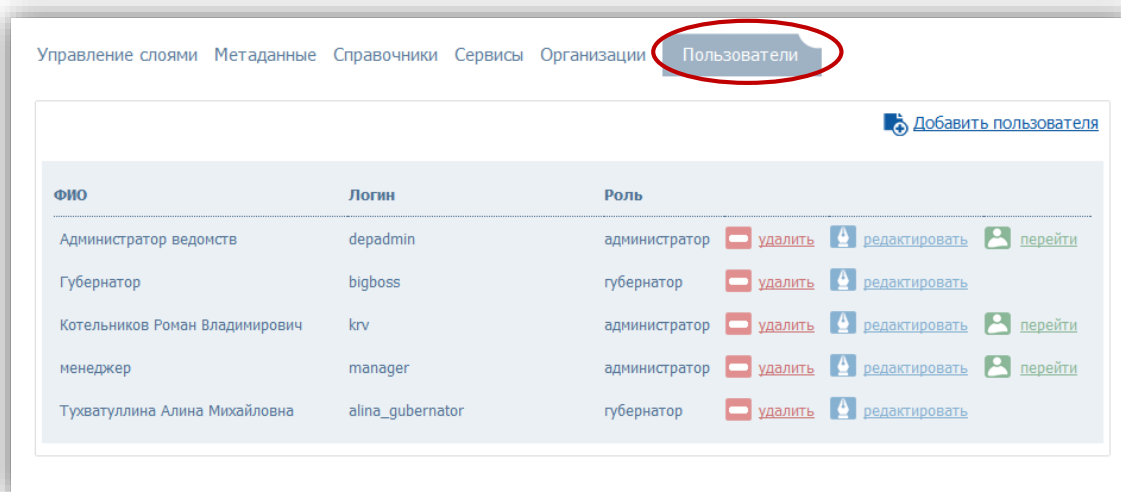 Управление слоями Метаданные Справочники Сервисы Организации Пользователи
Добавить пользователя
ФИО Логин Роль
Администратор ведомств depadmin администратор удалить редактировать перейти
Губернатор bigboss губернатор удалить редактировать
Котельников Роман Владимирович krv администратор удалить редактировать перейти
менеджер manager администратор удалить редактировать перейти
Тухватуллина Алина Михайловна alina_gubernator губернатор удалить редактировать